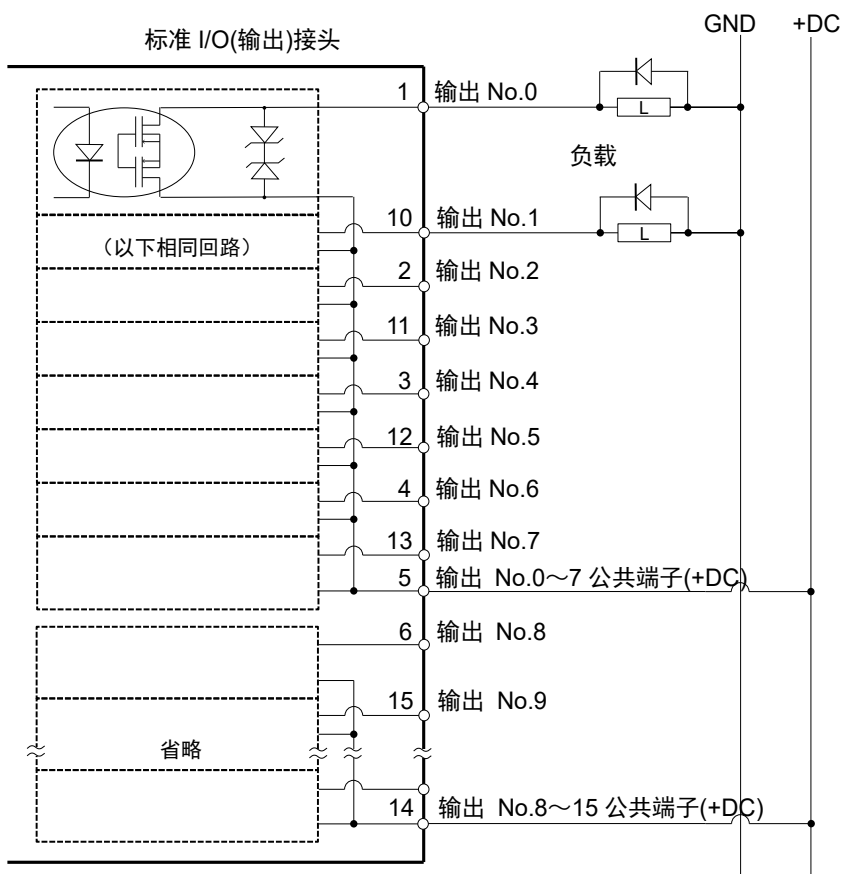 GND +DC
标准 I/O(输出)接头
1 输出 No.0
L
负载
10 输出 No.1
L
（以下相同回路）
2 输出 No.2
11 输出 No.3
3 输出 No.4
12 输出 No.5
4 输出 No.6
13 输出 No.7
5 输出 No.0～7 公共端子(+DC)
6 输出 No.8
15 输出 No.9
省略
14 输出 No.8～15 公共端子(+DC)